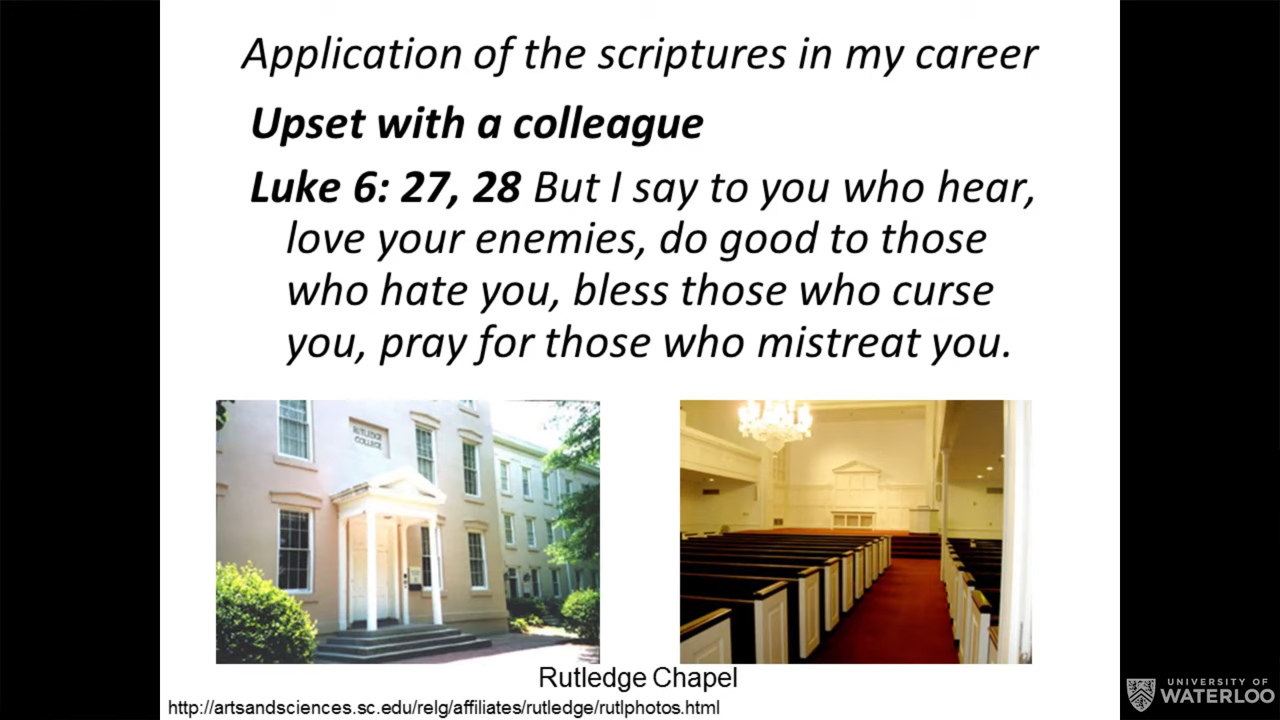 Application of the scriptures in my career
Upset with a colleague
Luke 6: 27, 28 But I say to you who hear,
love your enemies, do good to those
who hate you, bless those who curse
you, pray for those who mistreat you.
RUTLEDGE
COLLEGE
Rutledge Chapel
http://artsandsciences.sc.edu/relg/affiliates/rutledge/rutlphotos.html
UNIVERSITY OF
WATERLOO